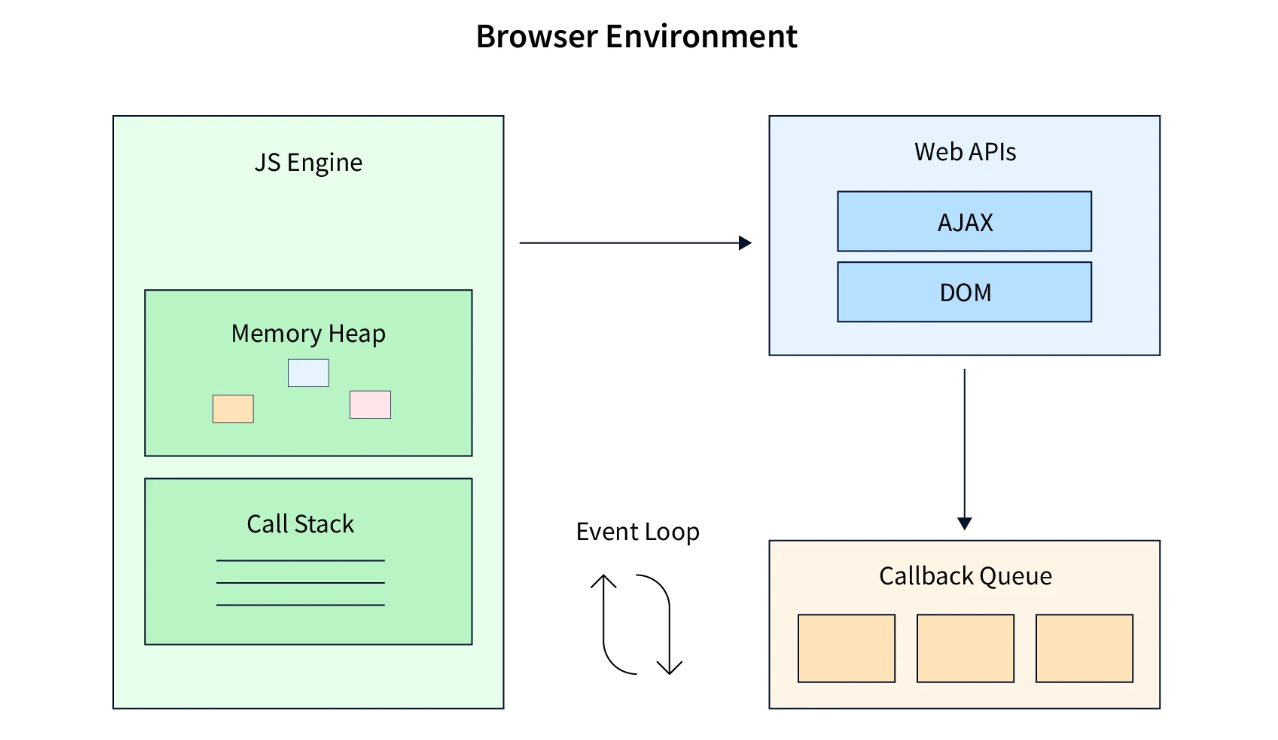 Browser Environment
JS Engine
Memory Heap
Call Stack
Event Loop
Web APIs
AJAX
DOM
Callback Queue